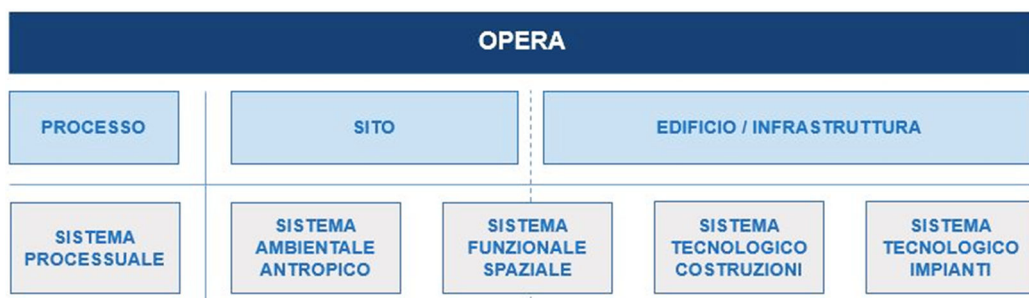 OPERA
PROCESSO
SITO
EDIFICIO / INFRASTRUTTURA
SISTEMA
PROCESSUALE
SISTEMA
AMBIENTALE
ANTROPICO
SISTEMA
FUNZIONALE
SPAZIALE
SISTEMA
TECNOLOGICO
COSTRUZIONI
SISTEMA
TECNOLOGICO
IMPIANTI